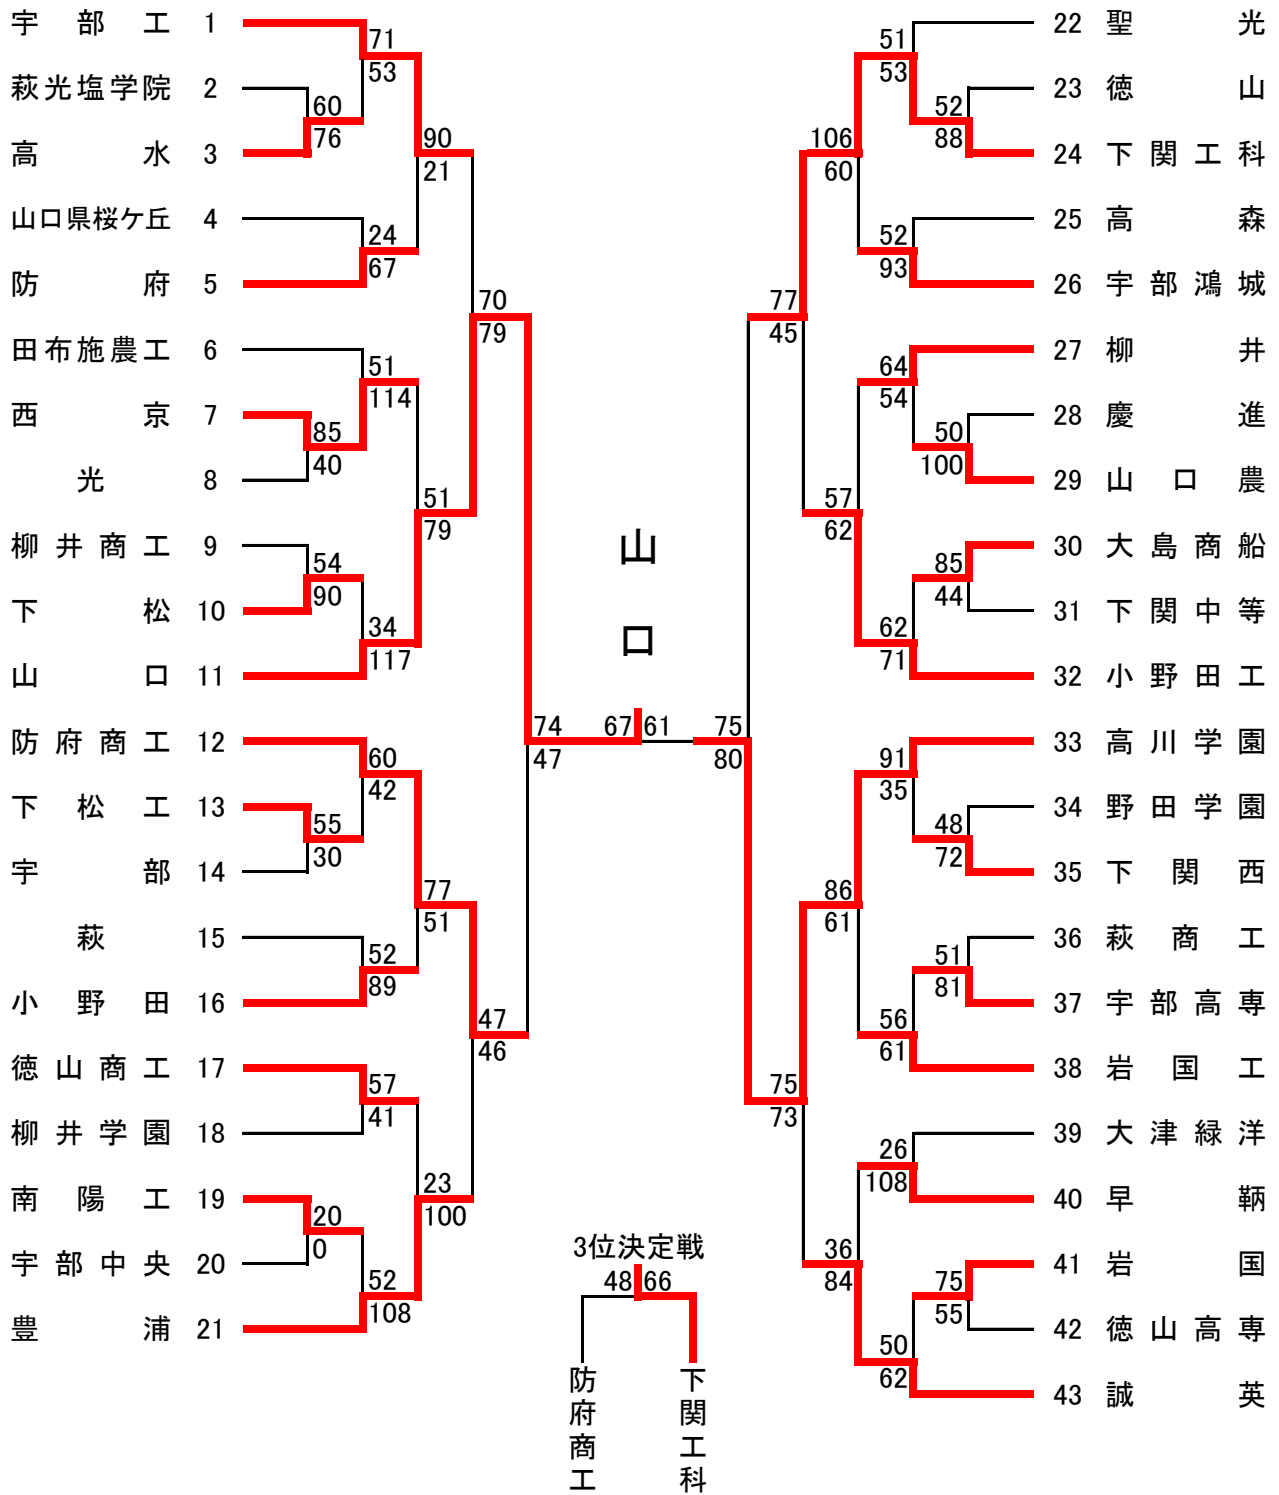 宇部工 1
萩光塩学院 2
高水 3
山口県桜ケ丘 4
防府 5
田布施農工 6
西京 7
光 8
柳井商工 9
下松 10
山口 11
防府商工 12
下松工 13
宇部 14
萩 15
小野田 16
徳山商工 17
柳井学園 18
南陽工 19
宇部中央 20
豊浦 21
71
53
60
76
90
21
24
67
70
79
51
114
85
40
51
79
54
90
34
117
74
47
60
42
55
30
77
51
52
89
47
46
57
41
23
100
20
0
52
108
山口
67 61
3位決定戦
48 66
防府商工
下関工科
51
53
52
88
106
60
52
93
77
45
64
54
50
100
57
62
85
44
62
71
75
80
91
35
48
72
86
61
51
81
56
61
75
73
26
108
36
84
75
55
50
62
22 聖光
23 徳山
24 下関工科
25 高森
26 宇部鴻城
27 柳井
28 慶進
29 山口農
30 大島商船
31 下関中等
32 小野田工
33 高川学園
34 野田学園
35 下関西
36 萩商工
37 宇部高専
38 岩国工
39 大津緑洋
40 早鞆
41 岩国
42 徳山高専
43 誠英